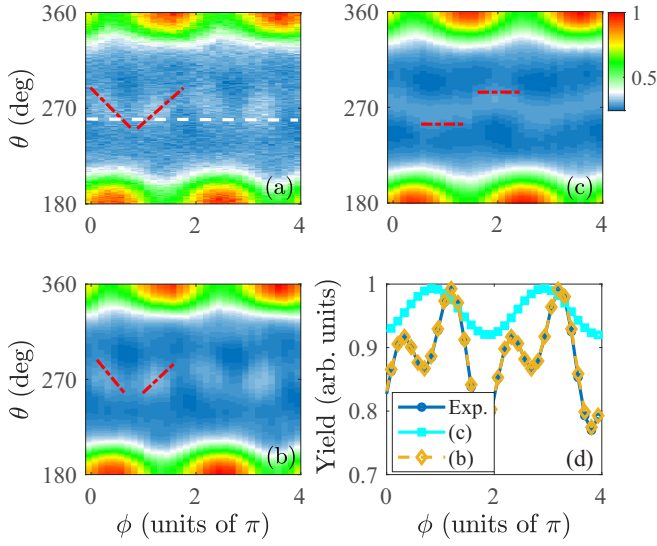 360
270
180
θ (deg)
0
2
4
(a)
0
2
4
360
270
180
(c)
1
0.5
360
270
180
θ (deg)
0
2
4
ϕ (units of π)
(b)
1
0.9
0.8
0.7
Yield (arb. units)
Exp.
(c)
(b)
(d)
0
2
4
ϕ (units of π)